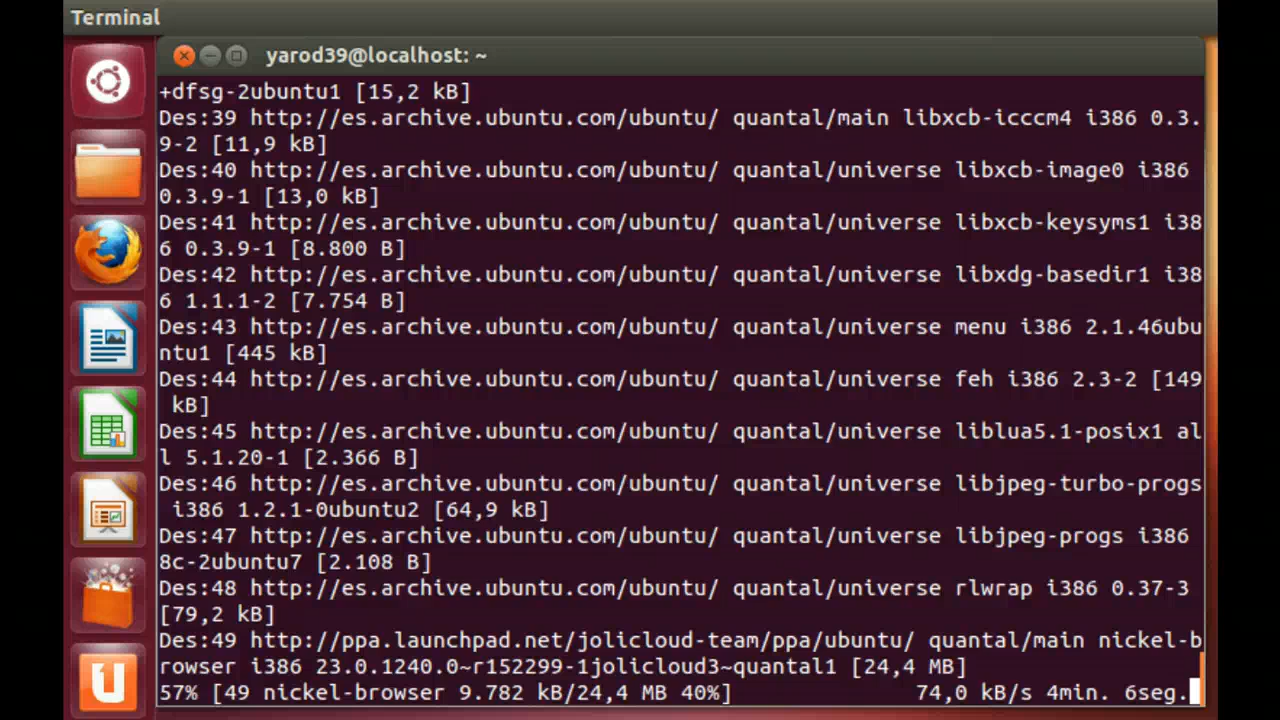 Terminal
yarod39@localhost: ~
+dfsg-2ubuntu1 [15,2 kB]
Des:39 http://es.archive.ubuntu.com/ubuntu/ quantal/main libxcb-icccm4 i386 0.3.
9-2 [11,9 kB]
Des:40 http://es.archive.ubuntu.com/ubuntu/ quantal/universe libxcb-image0 i386
0.3.9-1 [13,0 kB]
Des:41 http://es.archive.ubuntu.com/ubuntu/ quantal/universe libxcb-keysyms1 i38
6 0.3.9-1 [8.800 B]
Des:42 http://es.archive.ubuntu.com/ubuntu/ quantal/universe libxdg-basedir1 i38
6 1.1.1-2 [7.754 B]
Des:43 http://es.archive.ubuntu.com/ubuntu/ quantal/universe menu i386 2.1.46ubu
ntu1 [445 kB]
Des:44 http://es.archive.ubuntu.com/ubuntu/ quantal/universe feh i386 2.3-2 [149
kB]
Des:45 http://es.archive.ubuntu.com/ubuntu/ quantal/universe liblua5.1-posix1 al
l 5.1.20-1 [2.366 B]
Des:46 http://es.archive.ubuntu.com/ubuntu/ quantal/universe libjpeg-turbo-progs
i386 1.2.1-0ubuntu2 [64,9 kB]
Des:47 http://es.archive.ubuntu.com/ubuntu/ quantal/universe libjpeg-progs i386
8c-2ubuntu7 [2.108 B]
Des:48 http://es.archive.ubuntu.com/ubuntu/ quantal/universe rlwrap i386 0.37-3
[79,2 kB]
Des:49 http://ppa.launchpad.net/jolicloud-team/ppa/ubuntu/ quantal/main nickel-b
rowser i386 23.0.1240.0~r152299-1jolicloud3~quantal1 [24,4 MB]
57% [49 nickel-browser 9.782 kB/24,4 MB 40%] 74,0 kB/s 4min. 6seg.